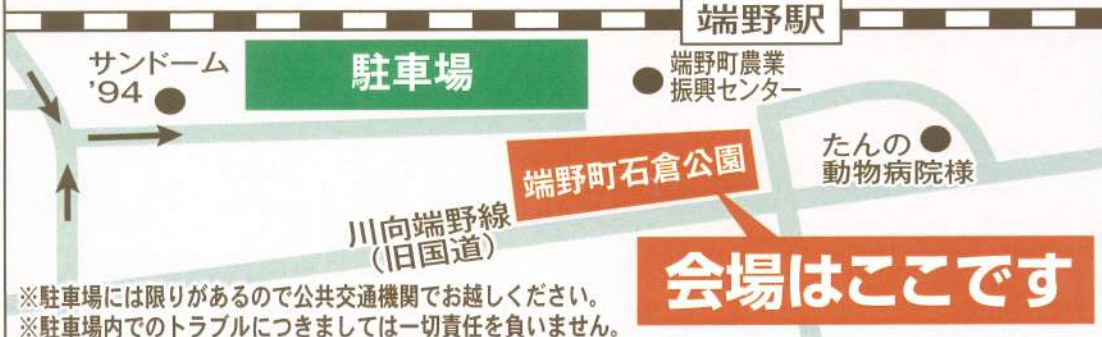 端野駅
サンドーム
'94
駐車場
端野町農業
振興センター
端野町石倉公園
たんの
動物病院様
川向端野線
(旧国道)
会場はここです
※駐車場には限りがあるので公共交通機関でお越しください。
※駐車場内でのトラブルにつきましては一切責任を負いません。